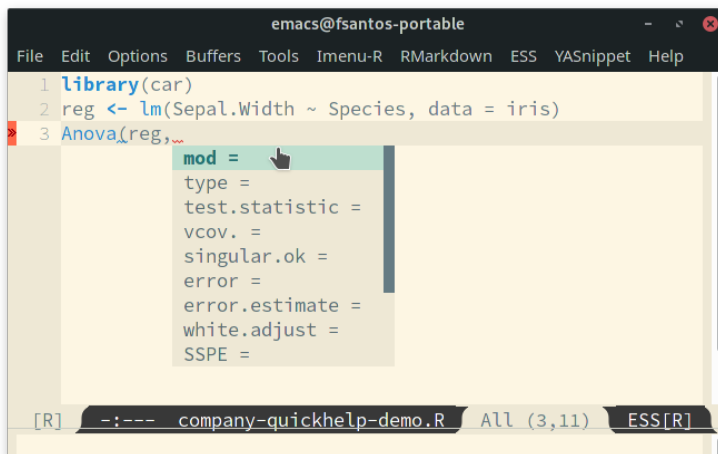 emacs@fsantos-portable
File Edit Options Buffers Tools Imenu-R RMarkdown ESS YASnippet Help
1 library(car)
2 reg <- lm(Sepal.Width ~ Species, data = iris)
» 3 Anova(reg,
mod =
type =
test.statistic =
vcov. =
singular.ok =
error =
error.estimate =
white.adjust =
SSPE =
[R] -:--- company-quickhelp-demo.R All (3,11) ESS[R]